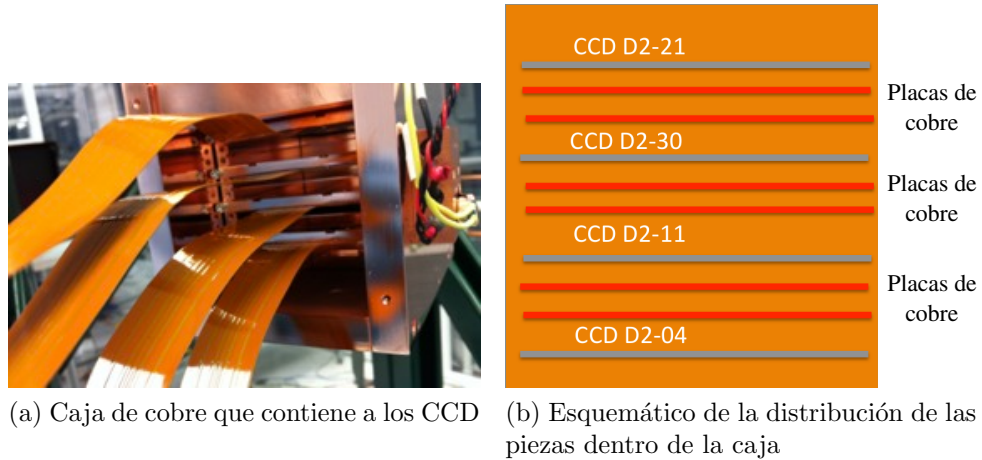 CCD D2-21
Placas de
cobre
CCD D2-30
Placas de
cobre
CCD D2-11
Placas de
cobre
CCD D2-04
(a) Caja de cobre que contiene a los CCD
(b) Esquemático de la distribución de las
piezas dentro de la caja